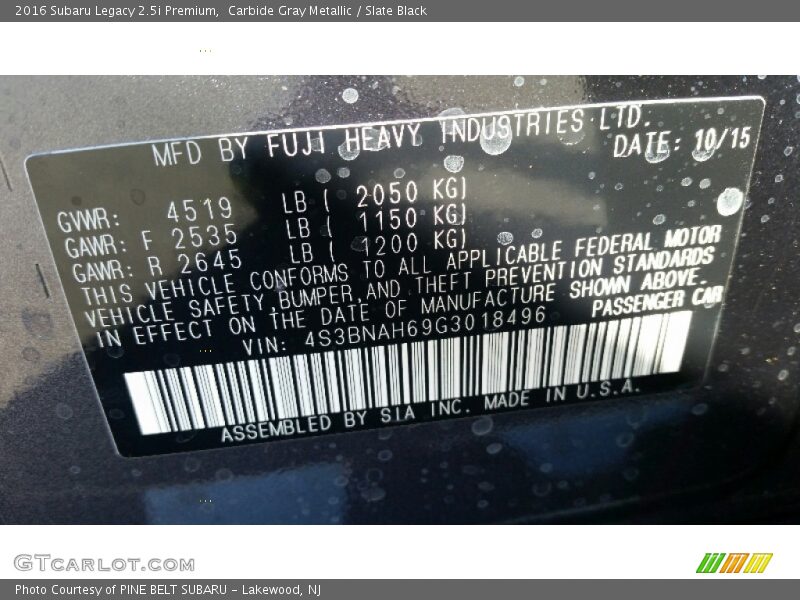 2016 Subaru Legacy 2.5i Premium,  Carbide Gray Metallic / Slate Black
MFD BY FUJI HEAVY INDUSTRIES LTD.
DATE: 10/15
GVWR: 4519 LB ( 2050 KG)
GAWR: F 2535 LB ( 1150 KG)
GAWR: R 2645 LB ( 1200 KG)
THIS VEHICLE CONFORMS TO ALL APPLICABLE FEDERAL MOTOR
VEHICLE SAFETY,BUMPER,AND THEFT PREVENTION STANDARDS
IN EFFECT ON THE DATE OF MANUFACTURE SHOWN ABOVE.
VIN: 4S3BNAH69G3018496 PASSENGER CAR
ASSEMBLED BY SIA INC. MADE IN U.S.A.
GTCARLOT.COM
Photo Courtesy of PINE BELT SUBARU - Lakewood, NJ